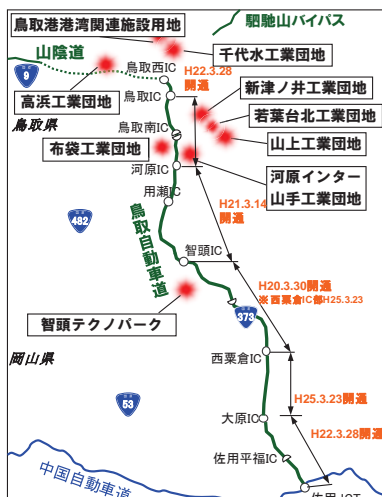 鳥取港港湾関連施設用地
駟馳山バイパス
山陰道
千代水工業団地
9
鳥取西IC
H22.3.28
開通
新津ノ井工業団地
高浜工業団地
鳥取IC
若葉台北工業団地
鳥取県
鳥取南IC
山上工業団地
布袋工業団地
河原IC
河原インター
山手工業団地
用瀬IC
H21.3.14
開通
482
鳥取自動車道
智頭IC
H20.3.30開通
※西粟倉IC部H25.3.23
智頭テクノパーク
373
岡山県
西粟倉IC
53
H25.3.23開通
大原IC
H22.3.28開通
佐用平福IC
中国自動車道